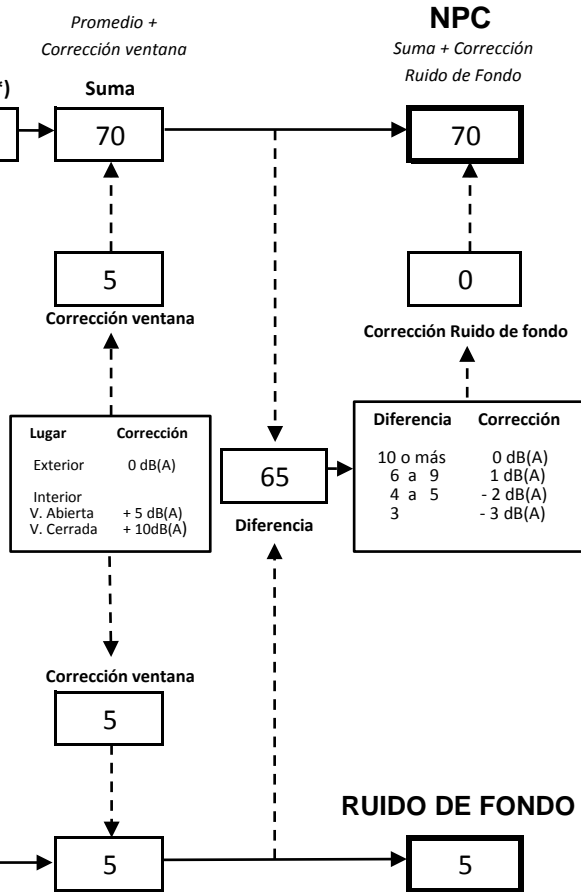 Promedio +
Corrección ventana
NPC
Suma + Corrección
Ruido de Fondo
*)
Suma
70
70
5
Corrección ventana
0
Corrección Ruido de fondo
Lugar Corrección
Exterior 0 dB(A)
Interior
V. Abierta + 5 dB(A)
V. Cerrada + 10dB(A)
65
Diferencia
Diferencia Corrección
10 o más 0 dB(A)
6 a 9 1 dB(A)
4 a 5 - 2 dB(A)
3 - 3 dB(A)
Corrección ventana
5
5
RUIDO DE FONDO
5